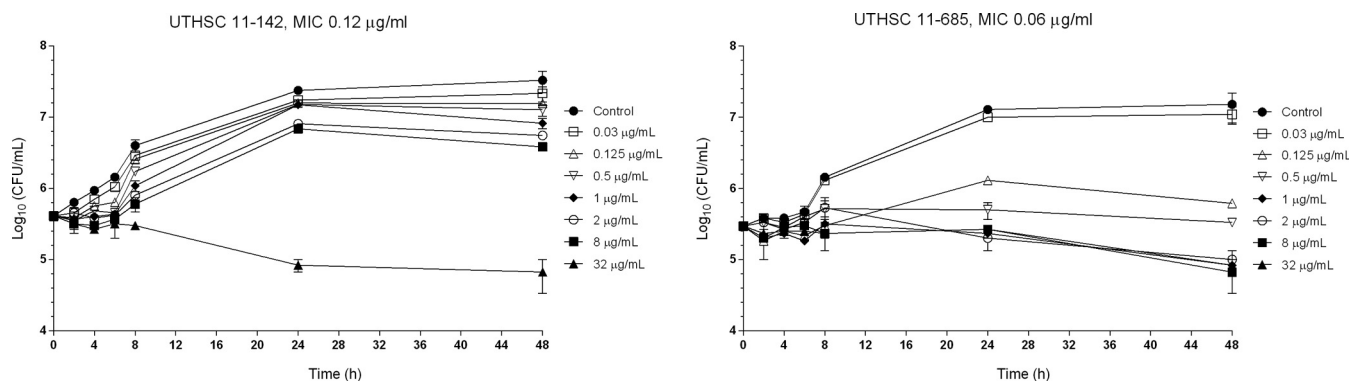 UTHSC 11-142, MIC 0.12 µg/ml
8
7
6
5
4
Log10 (CFU/mL)
0 4 8 12 16 20 24 28 32 36 40 44 48
Time (h)
Control
0.03 µg/mL
0.125 µg/mL
0.5 µg/mL
1 µg/mL
2 µg/mL
8 µg/mL
32 µg/mL
UTHSC 11-685, MIC 0.06 µg/ml
8
7
6
5
4
Log10 (CFU/mL)
0 4 8 12 16 20 24 28 32 36 40 44 48
Time (h)
Control
0.03 µg/mL
0.125 µg/mL
0.5 µg/mL
1 µg/mL
2 µg/mL
8 µg/mL
32 µg/mL